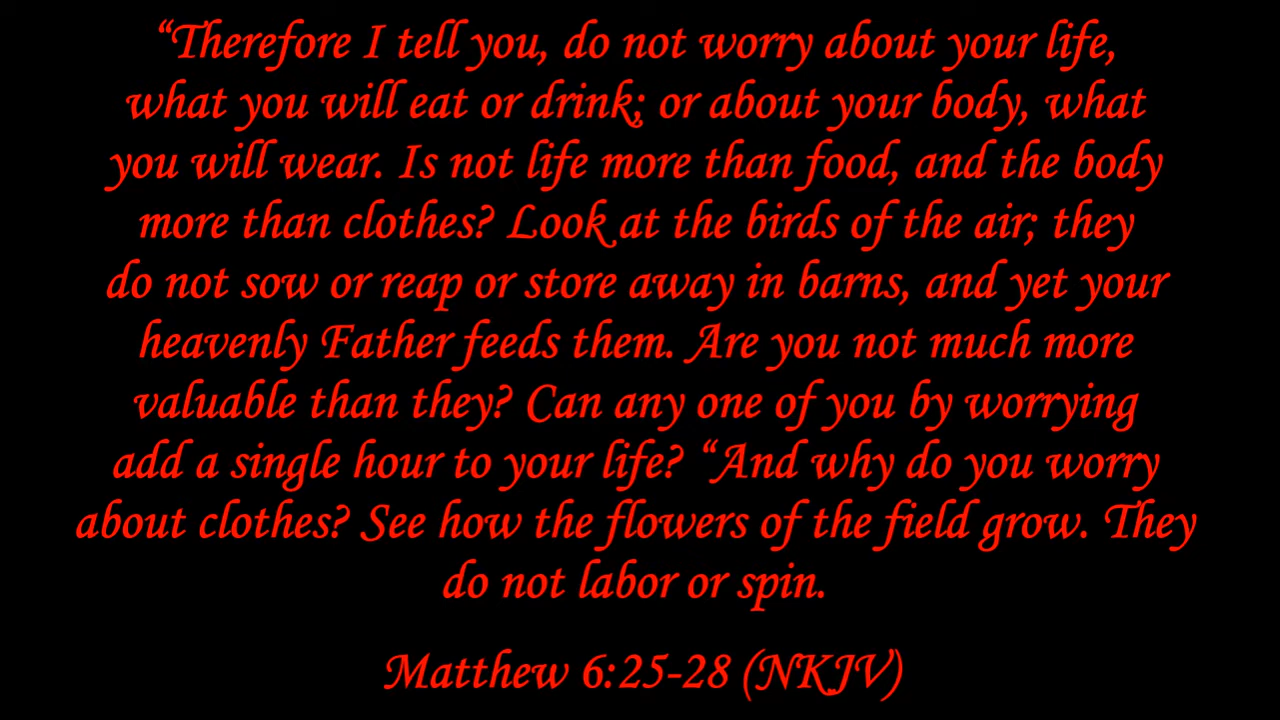 “Therefore I tell you, do not worry about your life,
what you will eat or drink; or about your body, what
you will wear. Is not life more than food, and the body
more than clothes? Look at the birds of the air; they
do not sow or reap or store away in barns, and yet your
heavenly Father feeds them. Are you not much more
valuable than they? Can any one of you by worrying
add a single hour to your life? “And why do you worry
about clothes? See how the flowers of the field grow. They
do not labor or spin.
Matthew 6:25-28 (NKJV)